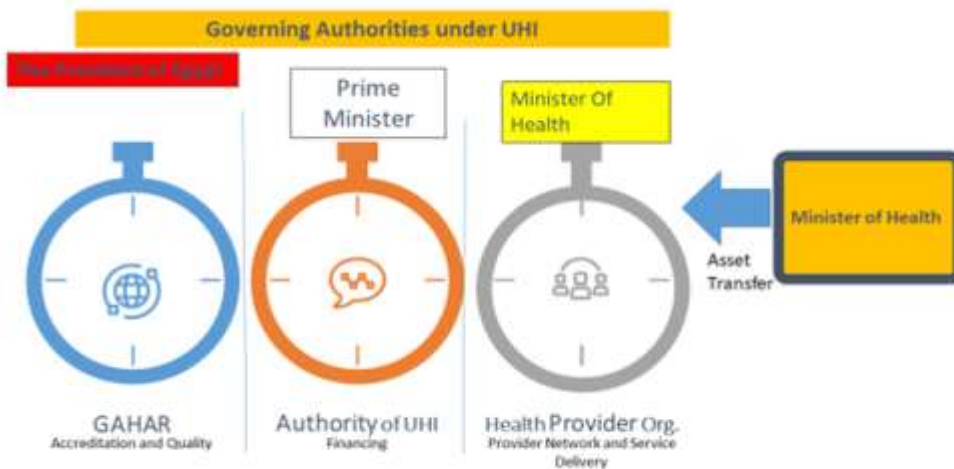 Governing Authorities under UHI
The President of Egypt
Prime
Minister
Minister Of
Health
Minister of Health
Asset
Transfer
GAHAR
Accreditation and Quality
Authority of UHI
Financing
Health Provider Org.
Provider Network and Service
Delivery